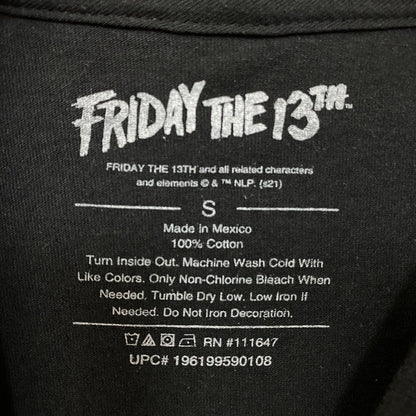 FRIDAY THE 13TH™
FRIDAY THE 13TH and all related characters
and elements © & ™ NLP. (s21)
S
Made in Mexico
100% Cotton
Turn Inside Out. Machine Wash Cold With
Like Colors. Only Non-Chlorine Bleach When
Needed. Tumble Dry Low. Low Iron If
Needed. Do Not Iron Decoration.
RN #111647
UPC# 196199590108